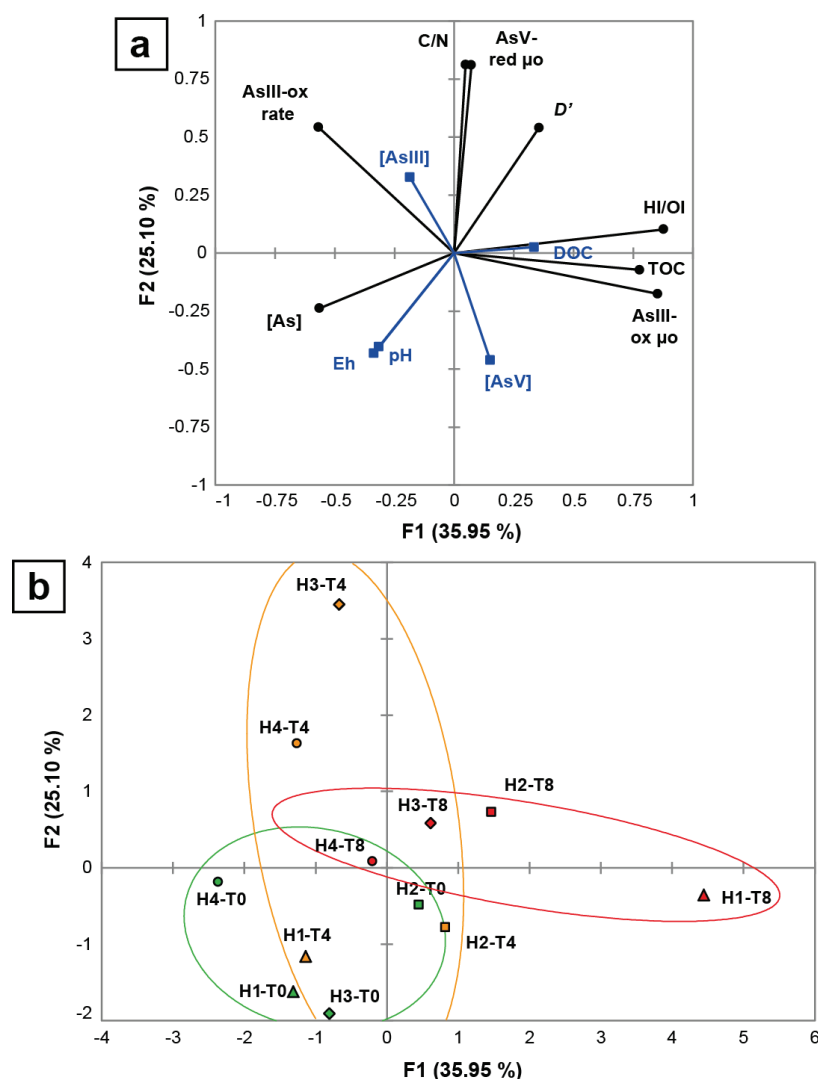 a
C/N
AsV-
red µo
AsIII-ox
rate
D’
[AsIII]
HI/OI
DOC
TOC
AsIII-
ox µo
[As]
Eh
pH
[AsV]
1
0.75
0.5
0.25
0
-0.25
-0.5
-0.75
-1
F2 (25.10 %)
-1
-0.75
-0.5
-0.25
0
0.25
0.5
0.75
1
F1 (35.95 %)
b
H3-T4
H4-T4
H2-T8
H3-T8
H4-T8
H2-T0
H1-T8
H4-T0
H1-T4
H2-T4
H1-T0
H3-T0
4
3
2
1
0
-1
-2
F2 (25.10 %)
-4
-3
-2
-1
0
1
2
3
4
5
6
F1 (35.95 %)